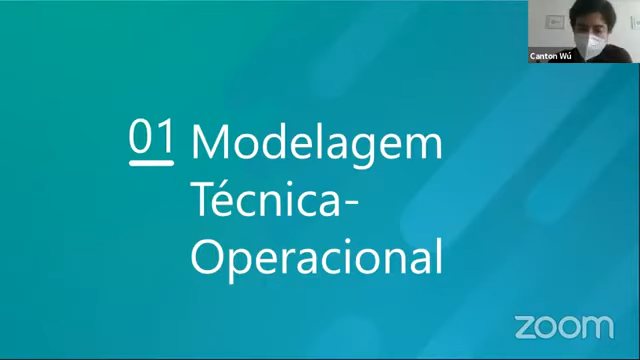 Canton Wú
01 Modelagem
Técnica-
Operacional
zoom